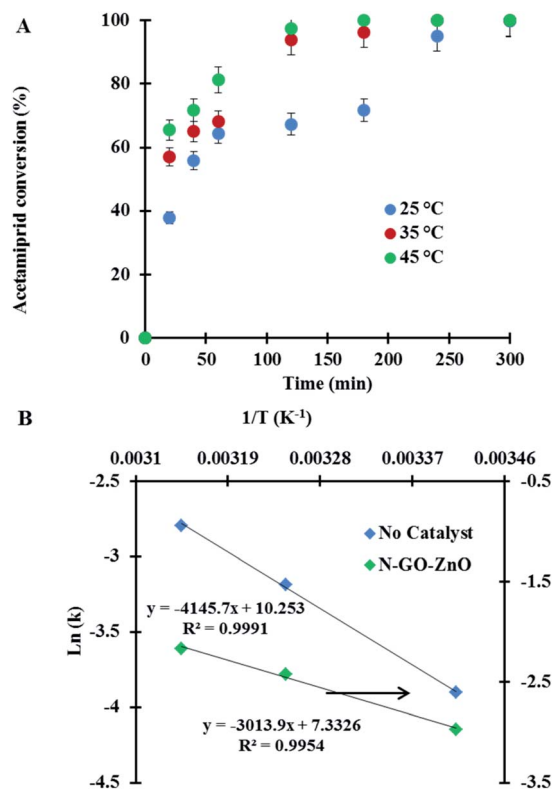 A
Acetamiprid conversion (%)
100
80
60
40
20
0
25 °C
35 °C
45 °C
0 50 100 150 200 250 300
Time (min)
B
1/T (K⁻¹)
0.0031 0.00319 0.00328 0.00337 0.00346
Ln (k)
-2.5
-3
-3.5
-4
-4.5
-0.5
-1.5
-2.5
-3.5
No Catalyst
N-GO-ZnO
y = -4145.7x + 10.253
R² = 0.9991
y = -3013.9x + 7.3326
R² = 0.9954